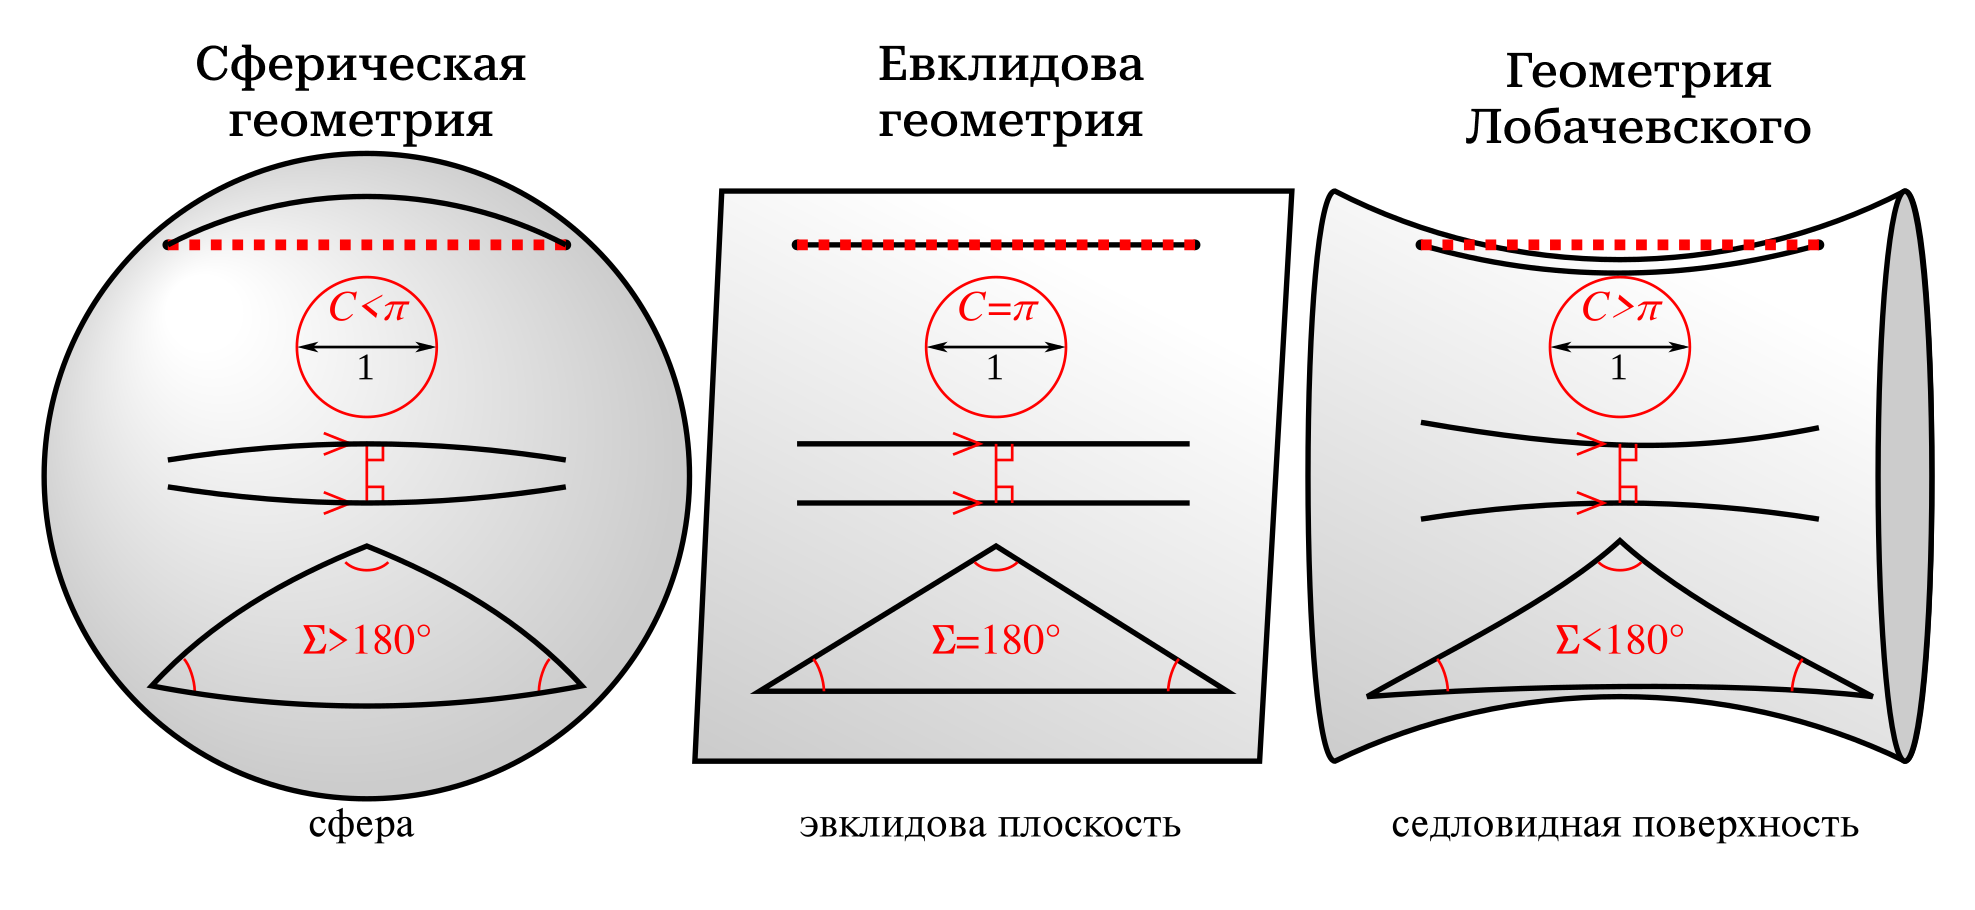 Сферическая
геометрия
C<π
1
Σ>180°
сфера
Евклидова
геометрия
C=π
1
Σ=180°
эвклидова плоскость
Геометрия
Лобачевского
C>π
1
Σ<180°
седловидная поверхность